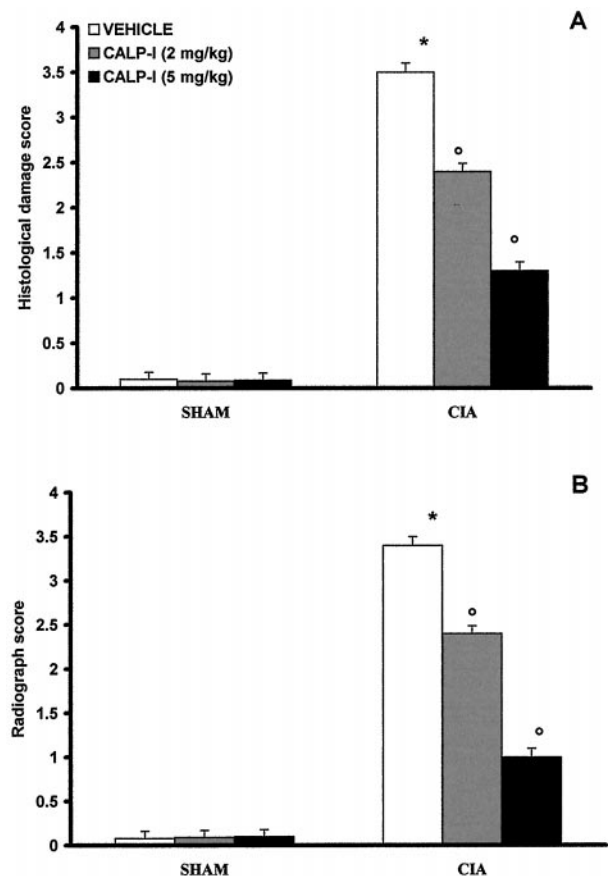 A
VEHICLE
CALP-I (2 mg/kg)
CALP-I (5 mg/kg)
Histological damage score
4
3.5
3
2.5
2
1.5
1
0.5
0
*
°
°
SHAM CIA
B
Radiograph score
4
3.5
3
2.5
2
1.5
1
0.5
0
*
°
°
SHAM CIA